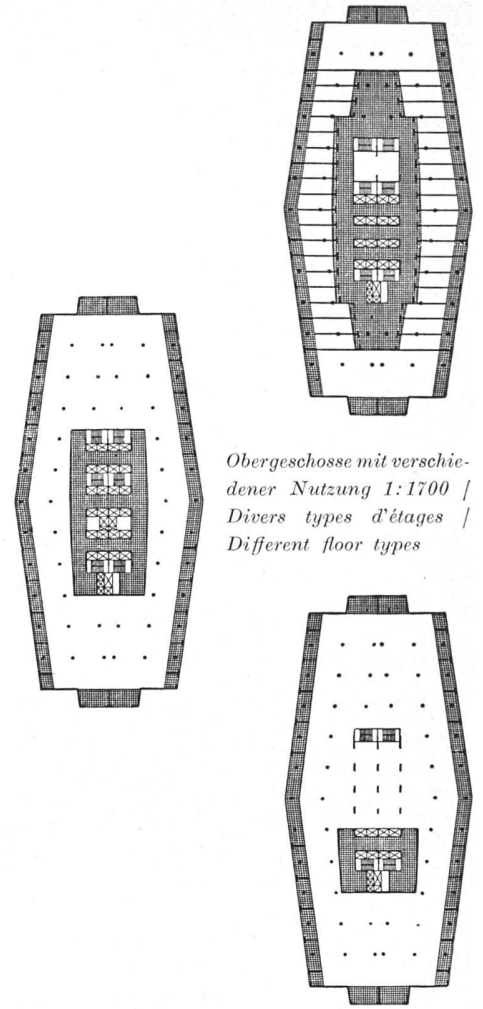 Obergeschosse mit verschie-
dener Nutzung 1:1700 /
Divers types d'étages /
Different floor types